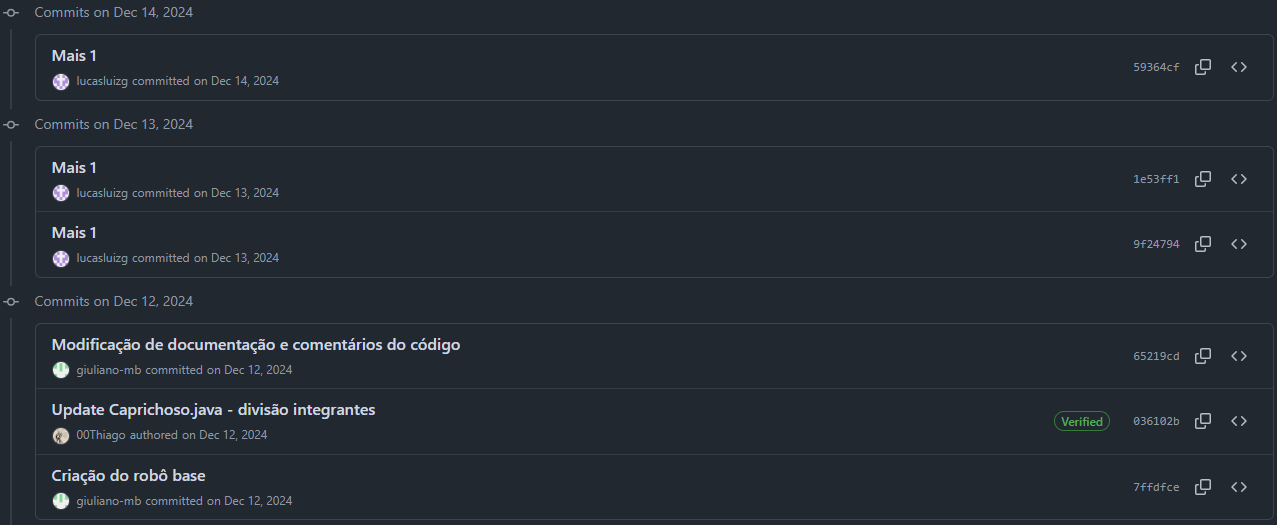 Commits on Dec 14, 2024
Mais 1
lucasluizg committed on Dec 14, 2024
59364cf
Commits on Dec 13, 2024
Mais 1
lucasluizg committed on Dec 13, 2024
1e53ff1
Mais 1
lucasluizg committed on Dec 13, 2024
9f24794
Commits on Dec 12, 2024
Modificação de documentação e comentários do código
giuliano-mb committed on Dec 12, 2024
65219cd
Update Caprichoso.java - divisão integrantes
00Thiago authored on Dec 12, 2024
Verified 036102b
Criação do robô base
giuliano-mb committed on Dec 12, 2024
7ffdfce